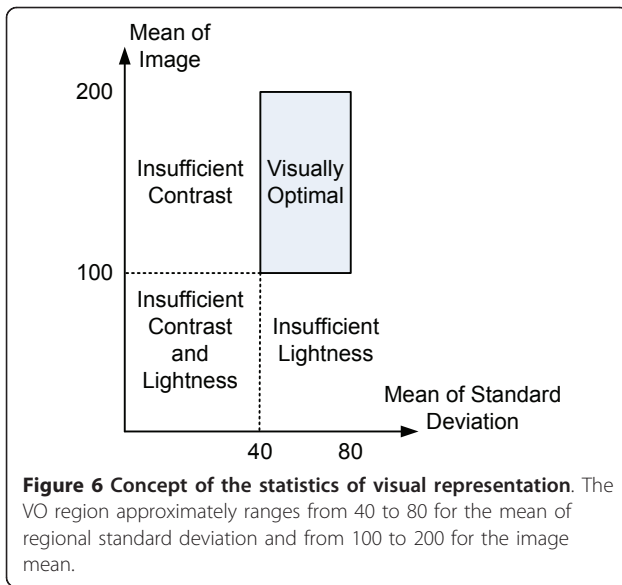 Mean of
Image
200
Insufficient
Contrast
Visually
Optimal
100
Insufficient
Contrast
and
Lightness
Insufficient
Lightness
Mean of Standard
Deviation
40
80
Figure 6 Concept of the statistics of visual representation. The
VO region approximately ranges from 40 to 80 for the mean of
regional standard deviation and from 100 to 200 for the image
mean.